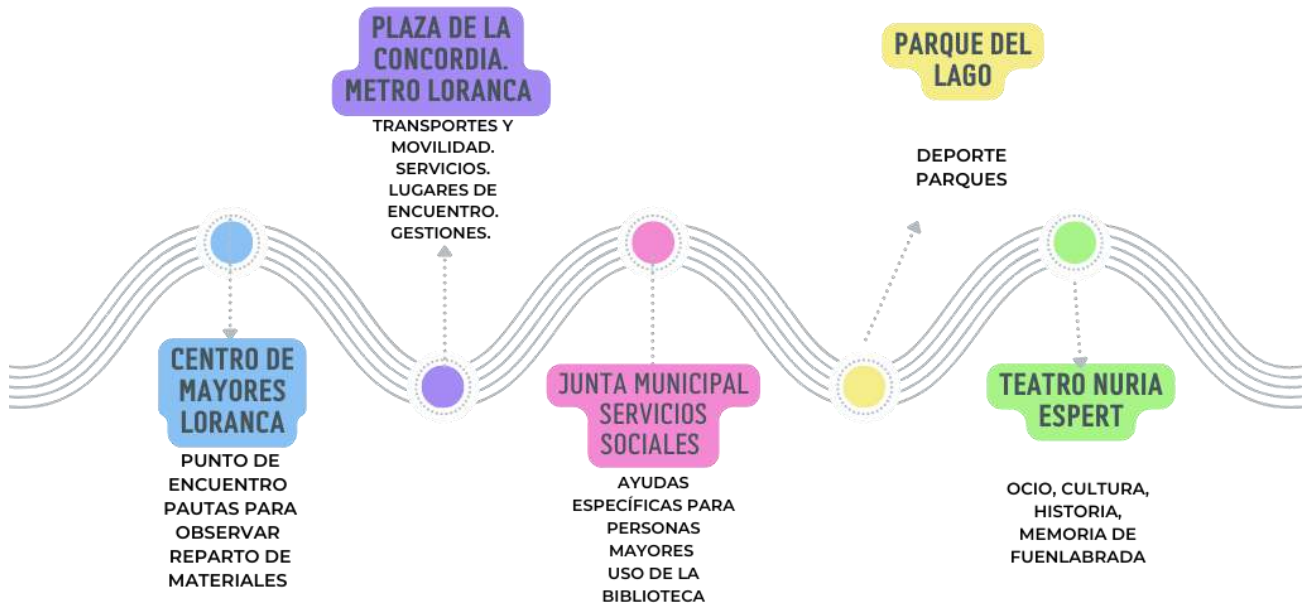 CENTRO DE
MAYORES
LORANCA
PUNTO DE
ENCUENTRO
PAUTAS PARA
OBSERVAR
REPARTO DE
MATERIALES
PLAZA DE LA
CONCORDIA.
METRO LORANCA
TRANSPORTES Y
MOVILIDAD.
SERVICIOS.
LUGARES DE
ENCUENTRO.
GESTIONES.
JUNTA MUNICIPAL
SERVICIOS
SOCIALES
AYUDAS
ESPECÍFICAS PARA
PERSONAS
MAYORES
USO DE LA
BIBLIOTECA
PARQUE DEL
LAGO
DEPORTE
PARQUES
TEATRO NURIA
ESPERT
OCIO, CULTURA,
HISTORIA,
MEMORIA DE
FUENLABRADA